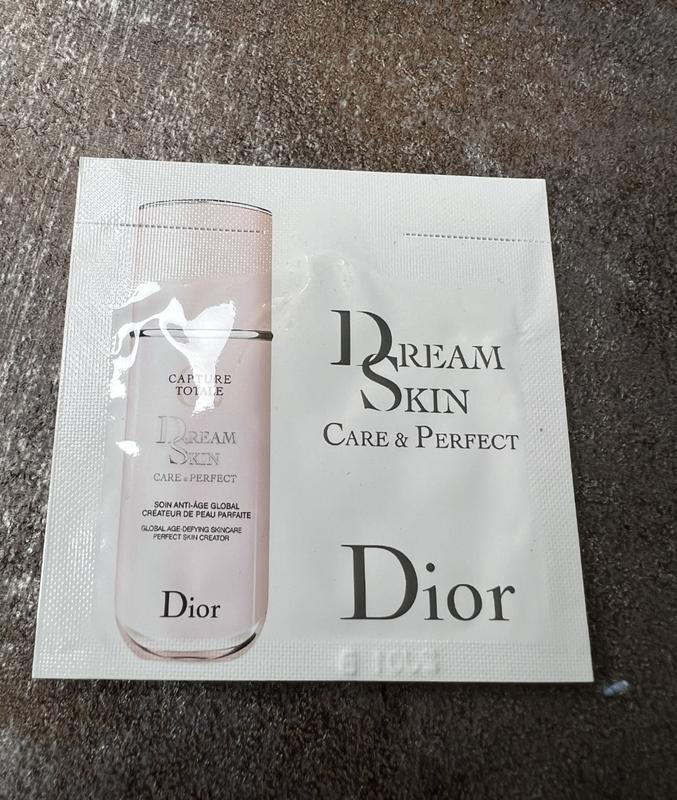 CAPTURE
TOTALE
DREAM
SKIN
CARE & PERFECT
SOIN ANTI-ÂGE GLOBAL
CRÉATEUR DE PEAU PARFAITE
GLOBAL AGE-DEFYING SKINCARE
PERFECT SKIN CREATOR
Dior
DREAM
SKIN
CARE & PERFECT
Dior